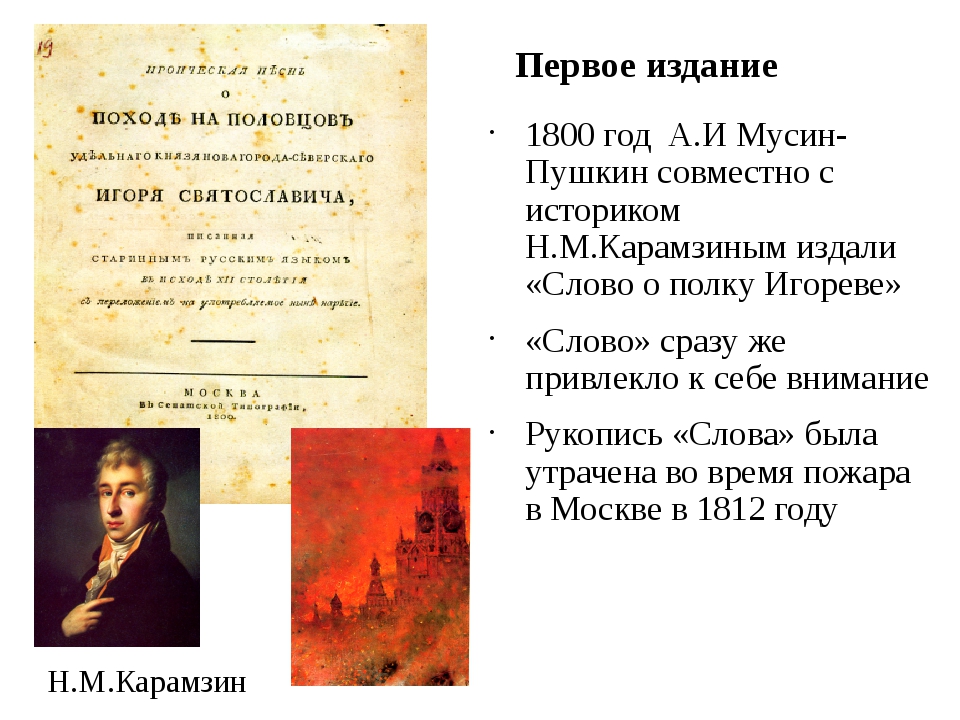 19
ИРОИЧЕСКАЯ ПѢСНЬ
О
ПОХОДѢ НА ПОЛОВЦОВЪ
УДѢЛЬНАГО КНЯЗЯ НОВАГОРОДА-СѢВЕРСКАГО
ИГОРЯ СВЯТОСЛАВИЧА,
писанная
СТАРИННЫМЪ РУССКИМЪ ЯЗЫКОМЪ
ВЪ ИСХОДѢ XII СТОЛѢТІЯ
съ переложеніемъ на употребляемое нынѣ нарѣчіе.
МОСКВА
Въ Сенатской Типографіи,
1800.
Первое издание
· 1800 год А.И Мусин-
Пушкин совместно с
историком
Н.М.Карамзиным издали
«Слово о полку Игореве»
· «Слово» сразу же
привлекло к себе внимание
· Рукопись «Слова» была
утрачена во время пожара
в Москве в 1812 году
Н.М.Карамзин